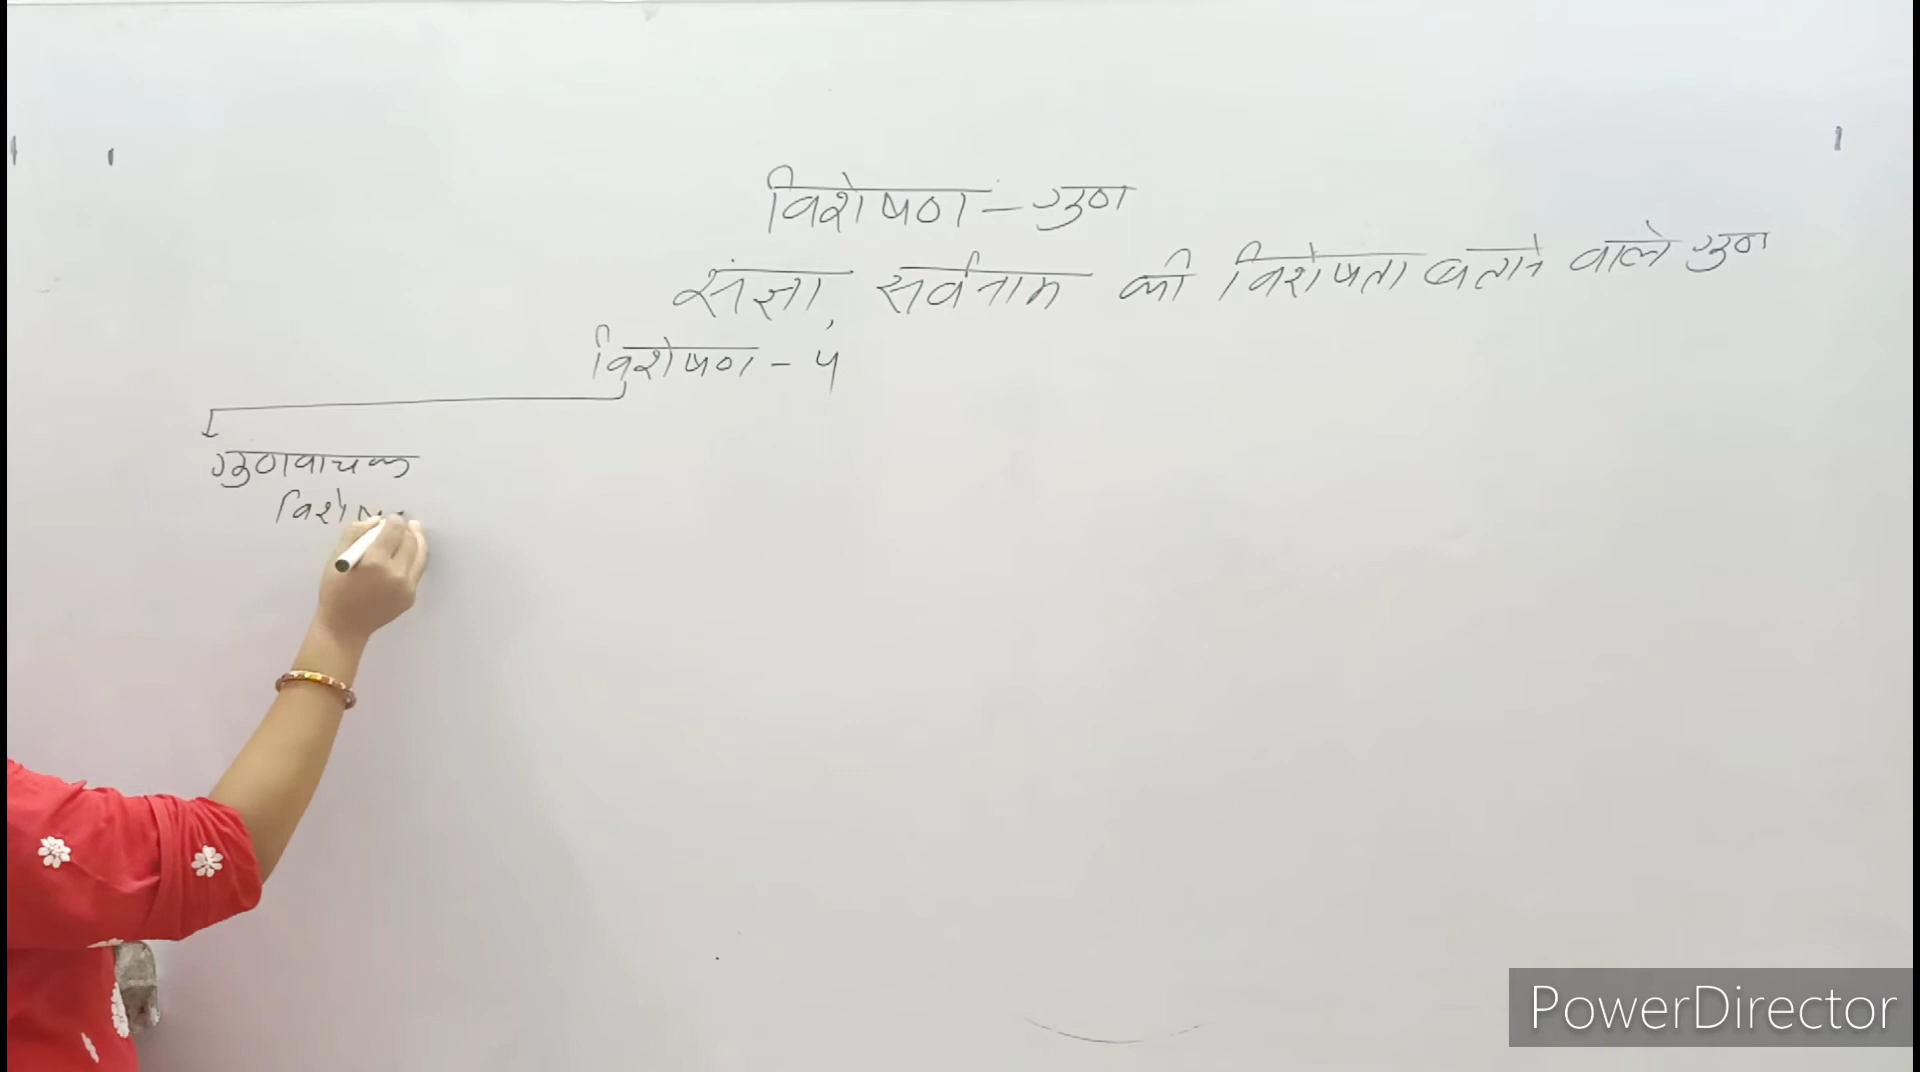 विशेषण - गुण
संज्ञा, सर्वनाम की विशेषता बताने वाले गुण
विशेषण - ५
गुणवाचक
PowerDirector